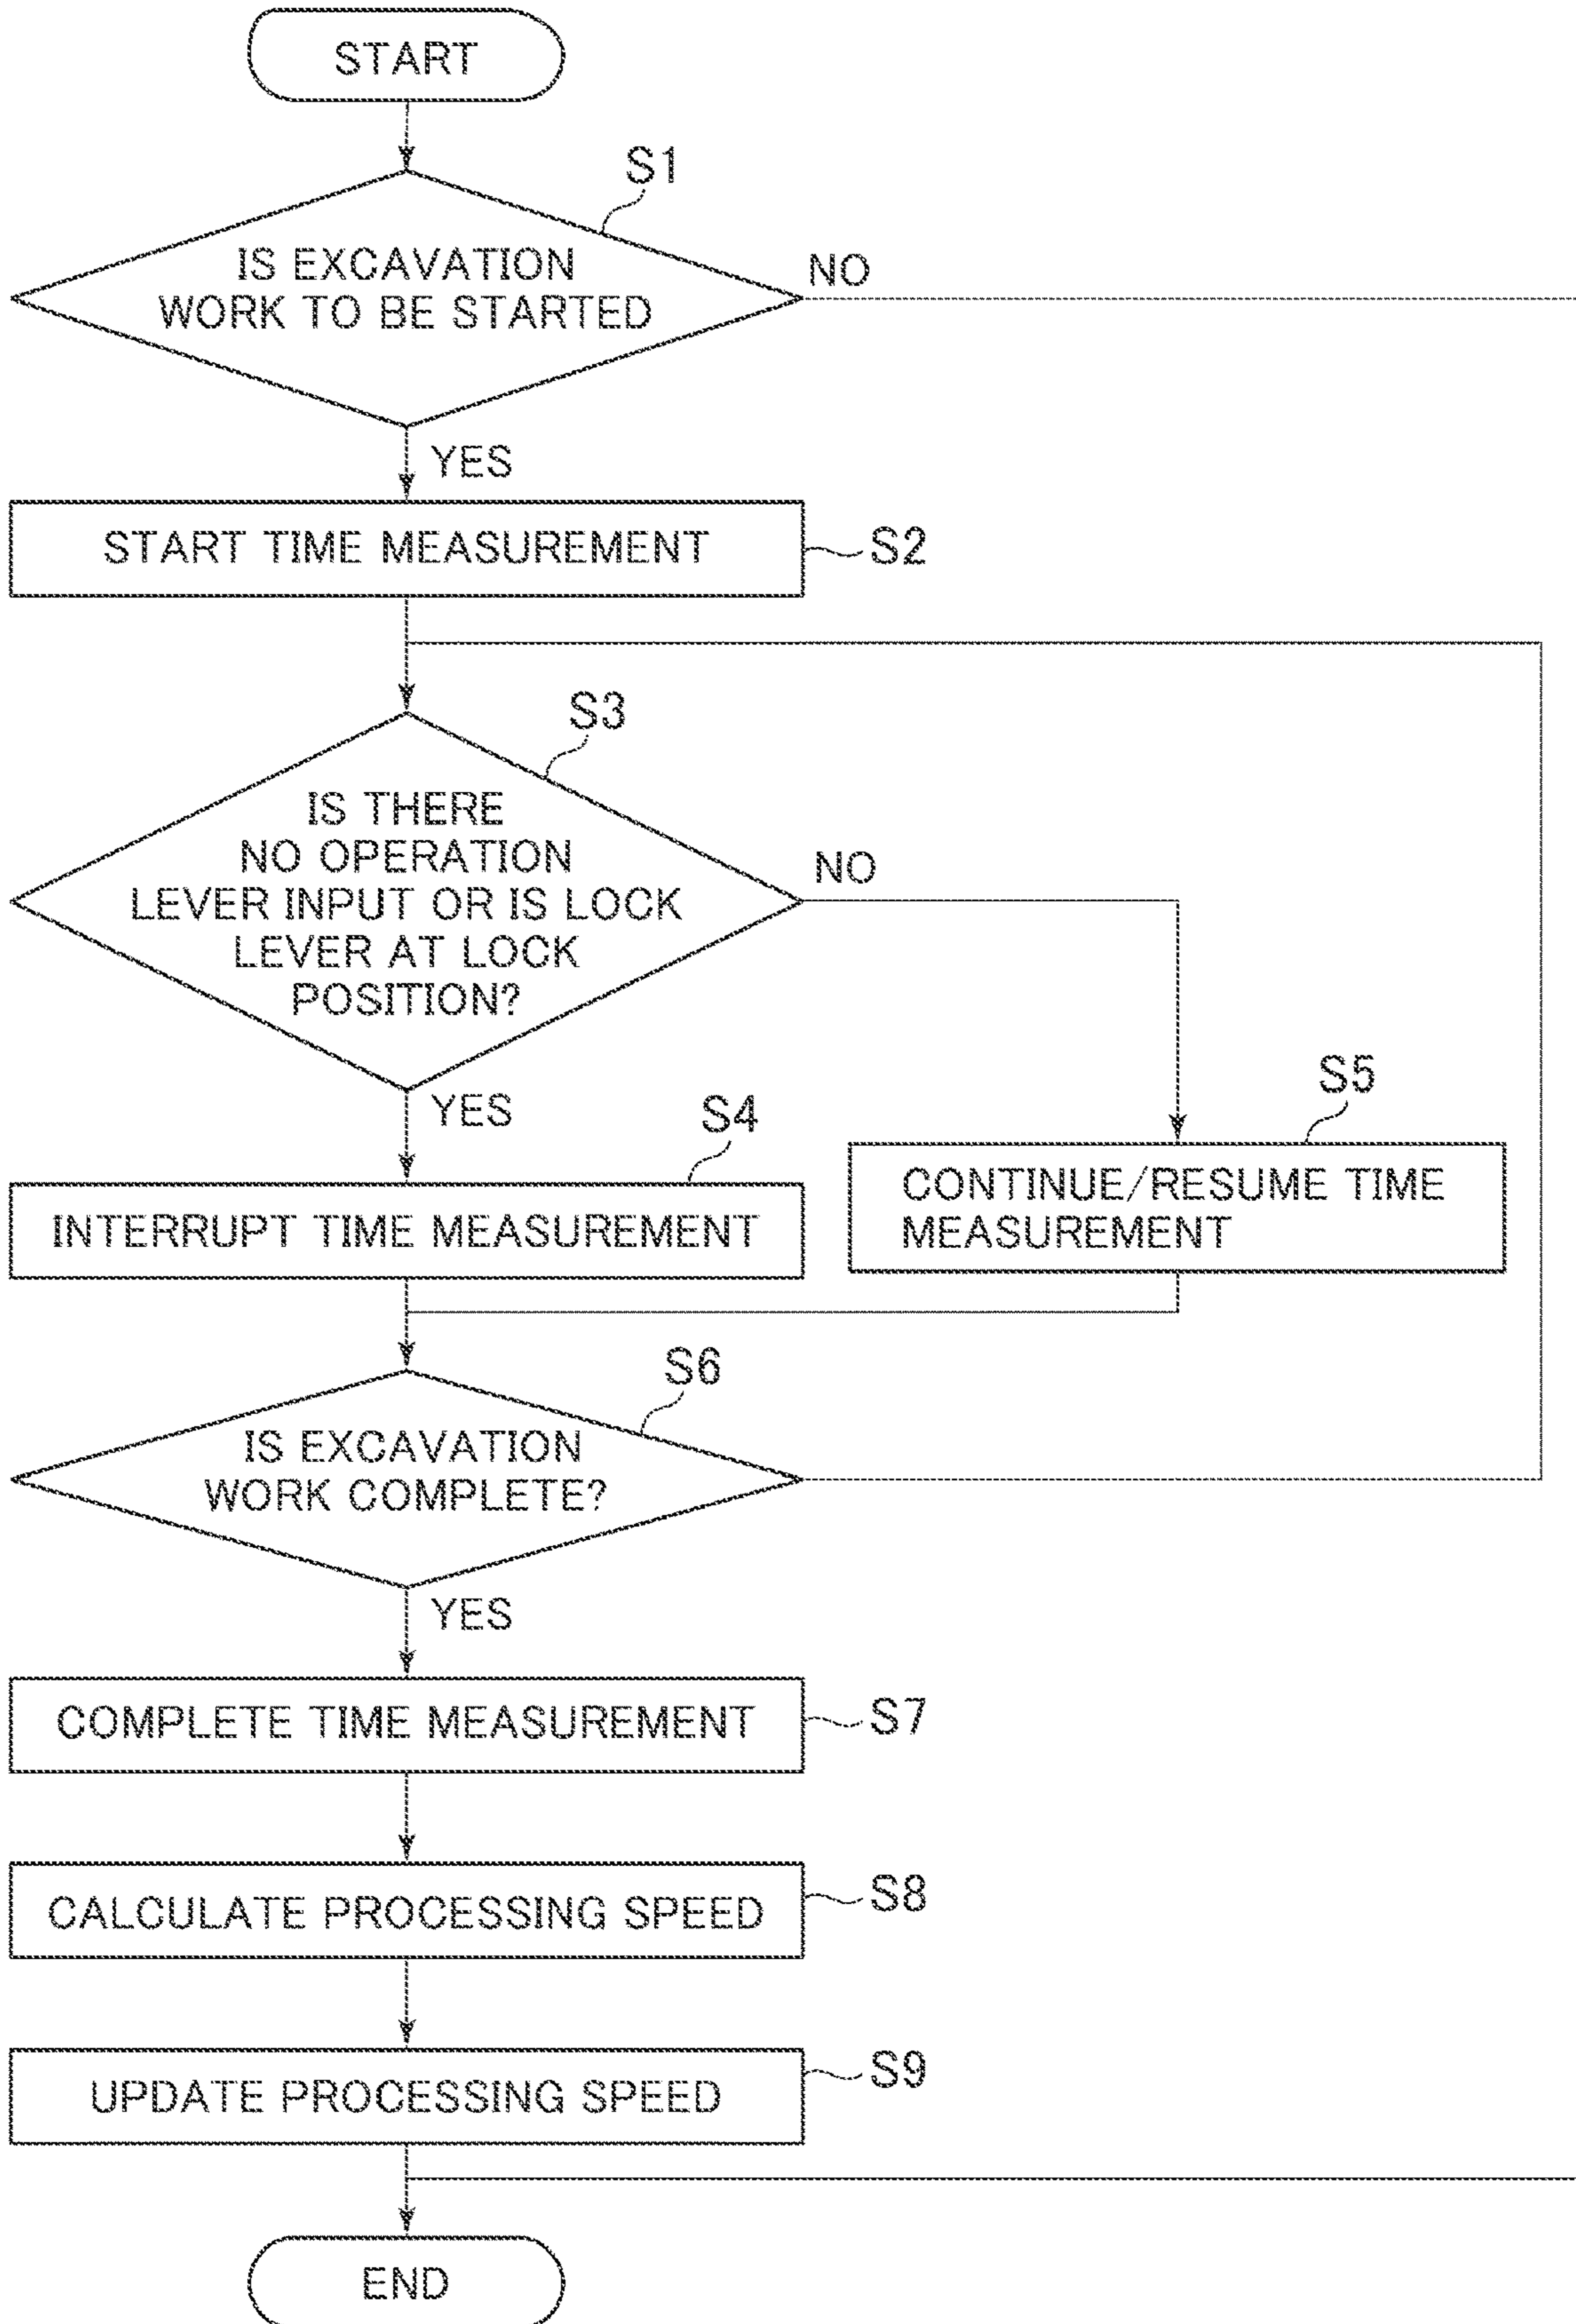 START
S1
IS EXCAVATION
WORK TO BE STARTED
NO
YES
START TIME MEASUREMENT
S2
S3
IS THERE
NO OPERATION
LEVER INPUT OR IS LOCK
LEVER AT LOCK
POSITION?
NO
YES
S4
S5
INTERRUPT TIME MEASUREMENT
CONTINUE/RESUME TIME
MEASUREMENT
S6
IS EXCAVATION
WORK COMPLETE?
YES
COMPLETE TIME MEASUREMENT
S7
CALCULATE PROCESSING SPEED
S8
UPDATE PROCESSING SPEED
S9
END